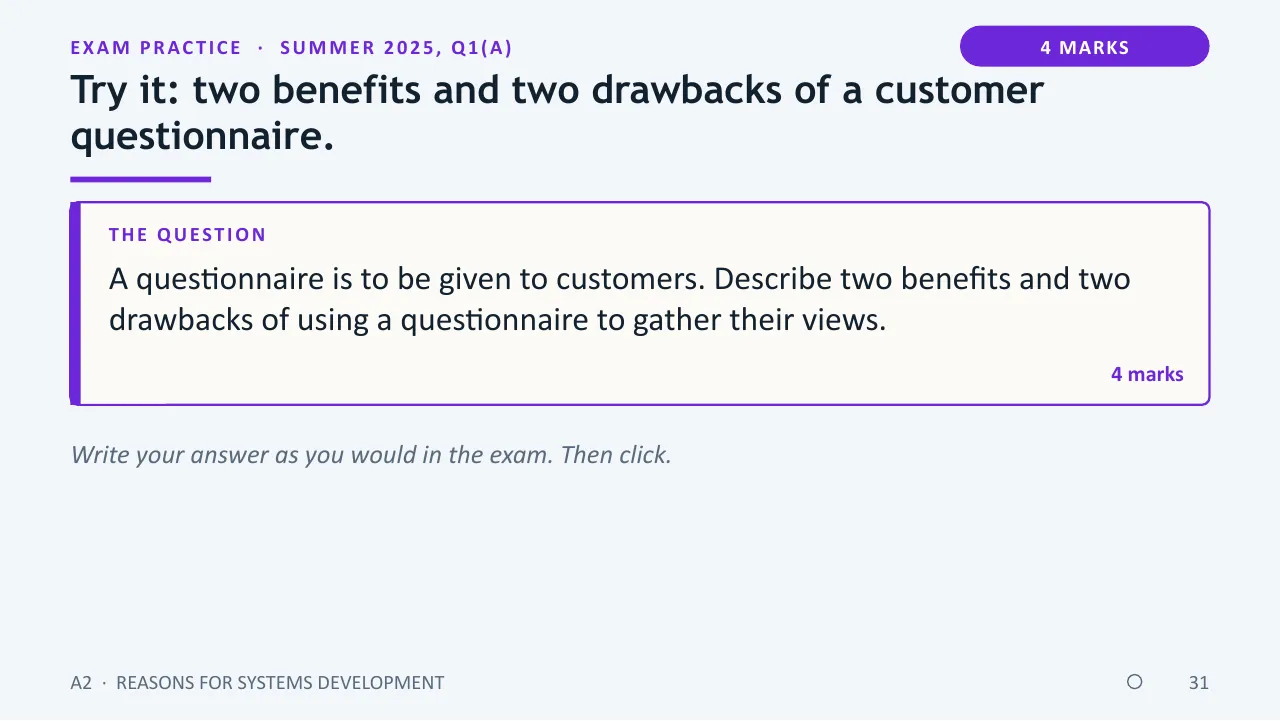 EXAM PRACTICE · SUMMER 2025, Q1(A)
4 MARKS
Try it: two benefits and two drawbacks of a customer
questionnaire.
THE QUESTION
A questionnaire is to be given to customers. Describe two benefits and two
drawbacks of using a questionnaire to gather their views.
4 marks
Write your answer as you would in the exam. Then click.
A2 · REASONS FOR SYSTEMS DEVELOPMENT
31